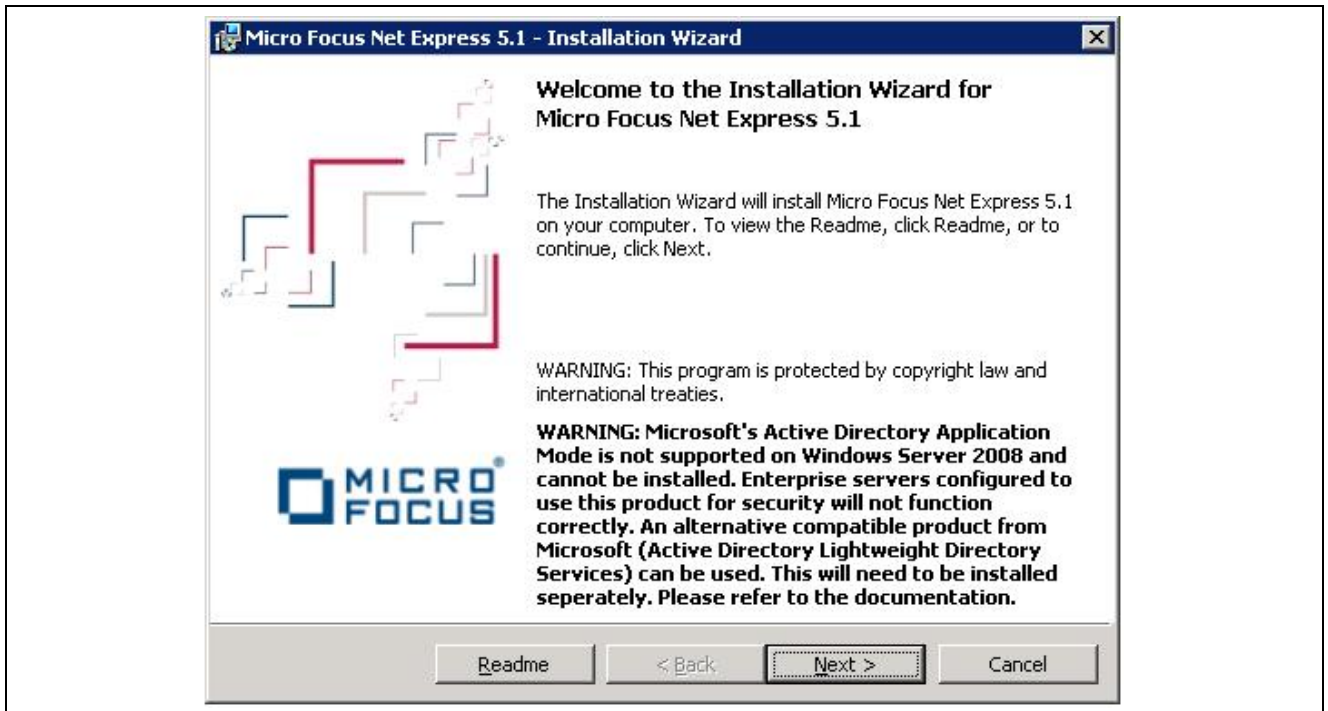 Micro Focus Net Express 5.1 - Installation Wizard
Welcome to the Installation Wizard for
Micro Focus Net Express 5.1
The Installation Wizard will install Micro Focus Net Express 5.1
on your computer. To view the Readme, click Readme, or to
continue, click Next.
WARNING: This program is protected by copyright law and
international treaties.
WARNING: Microsoft's Active Directory Application
Mode is not supported on Windows Server 2008 and
cannot be installed. Enterprise servers configured to
use this product for security will not function
correctly. An alternative compatible product from
Microsoft (Active Directory Lightweight Directory
Services) can be used. This will need to be installed
seperately. Please refer to the documentation.
MICRO®
FOCUS
Readme
< Back
Next >
Cancel